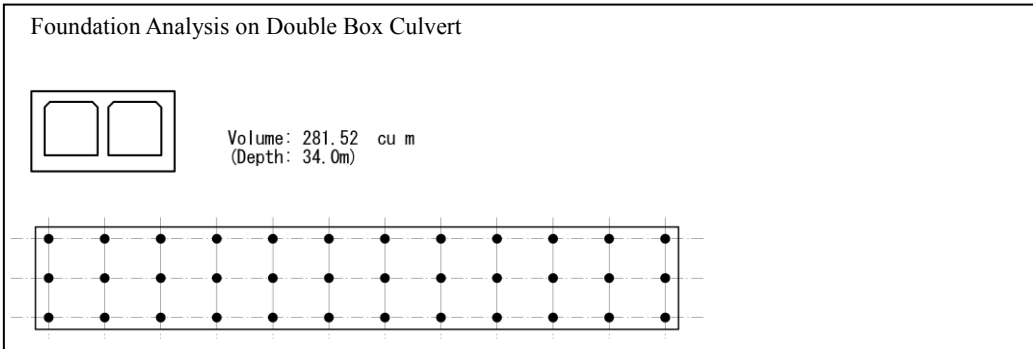 Foundation Analysis on Double Box Culvert
Volume: 281.52 cu m
(Depth: 34.0m)